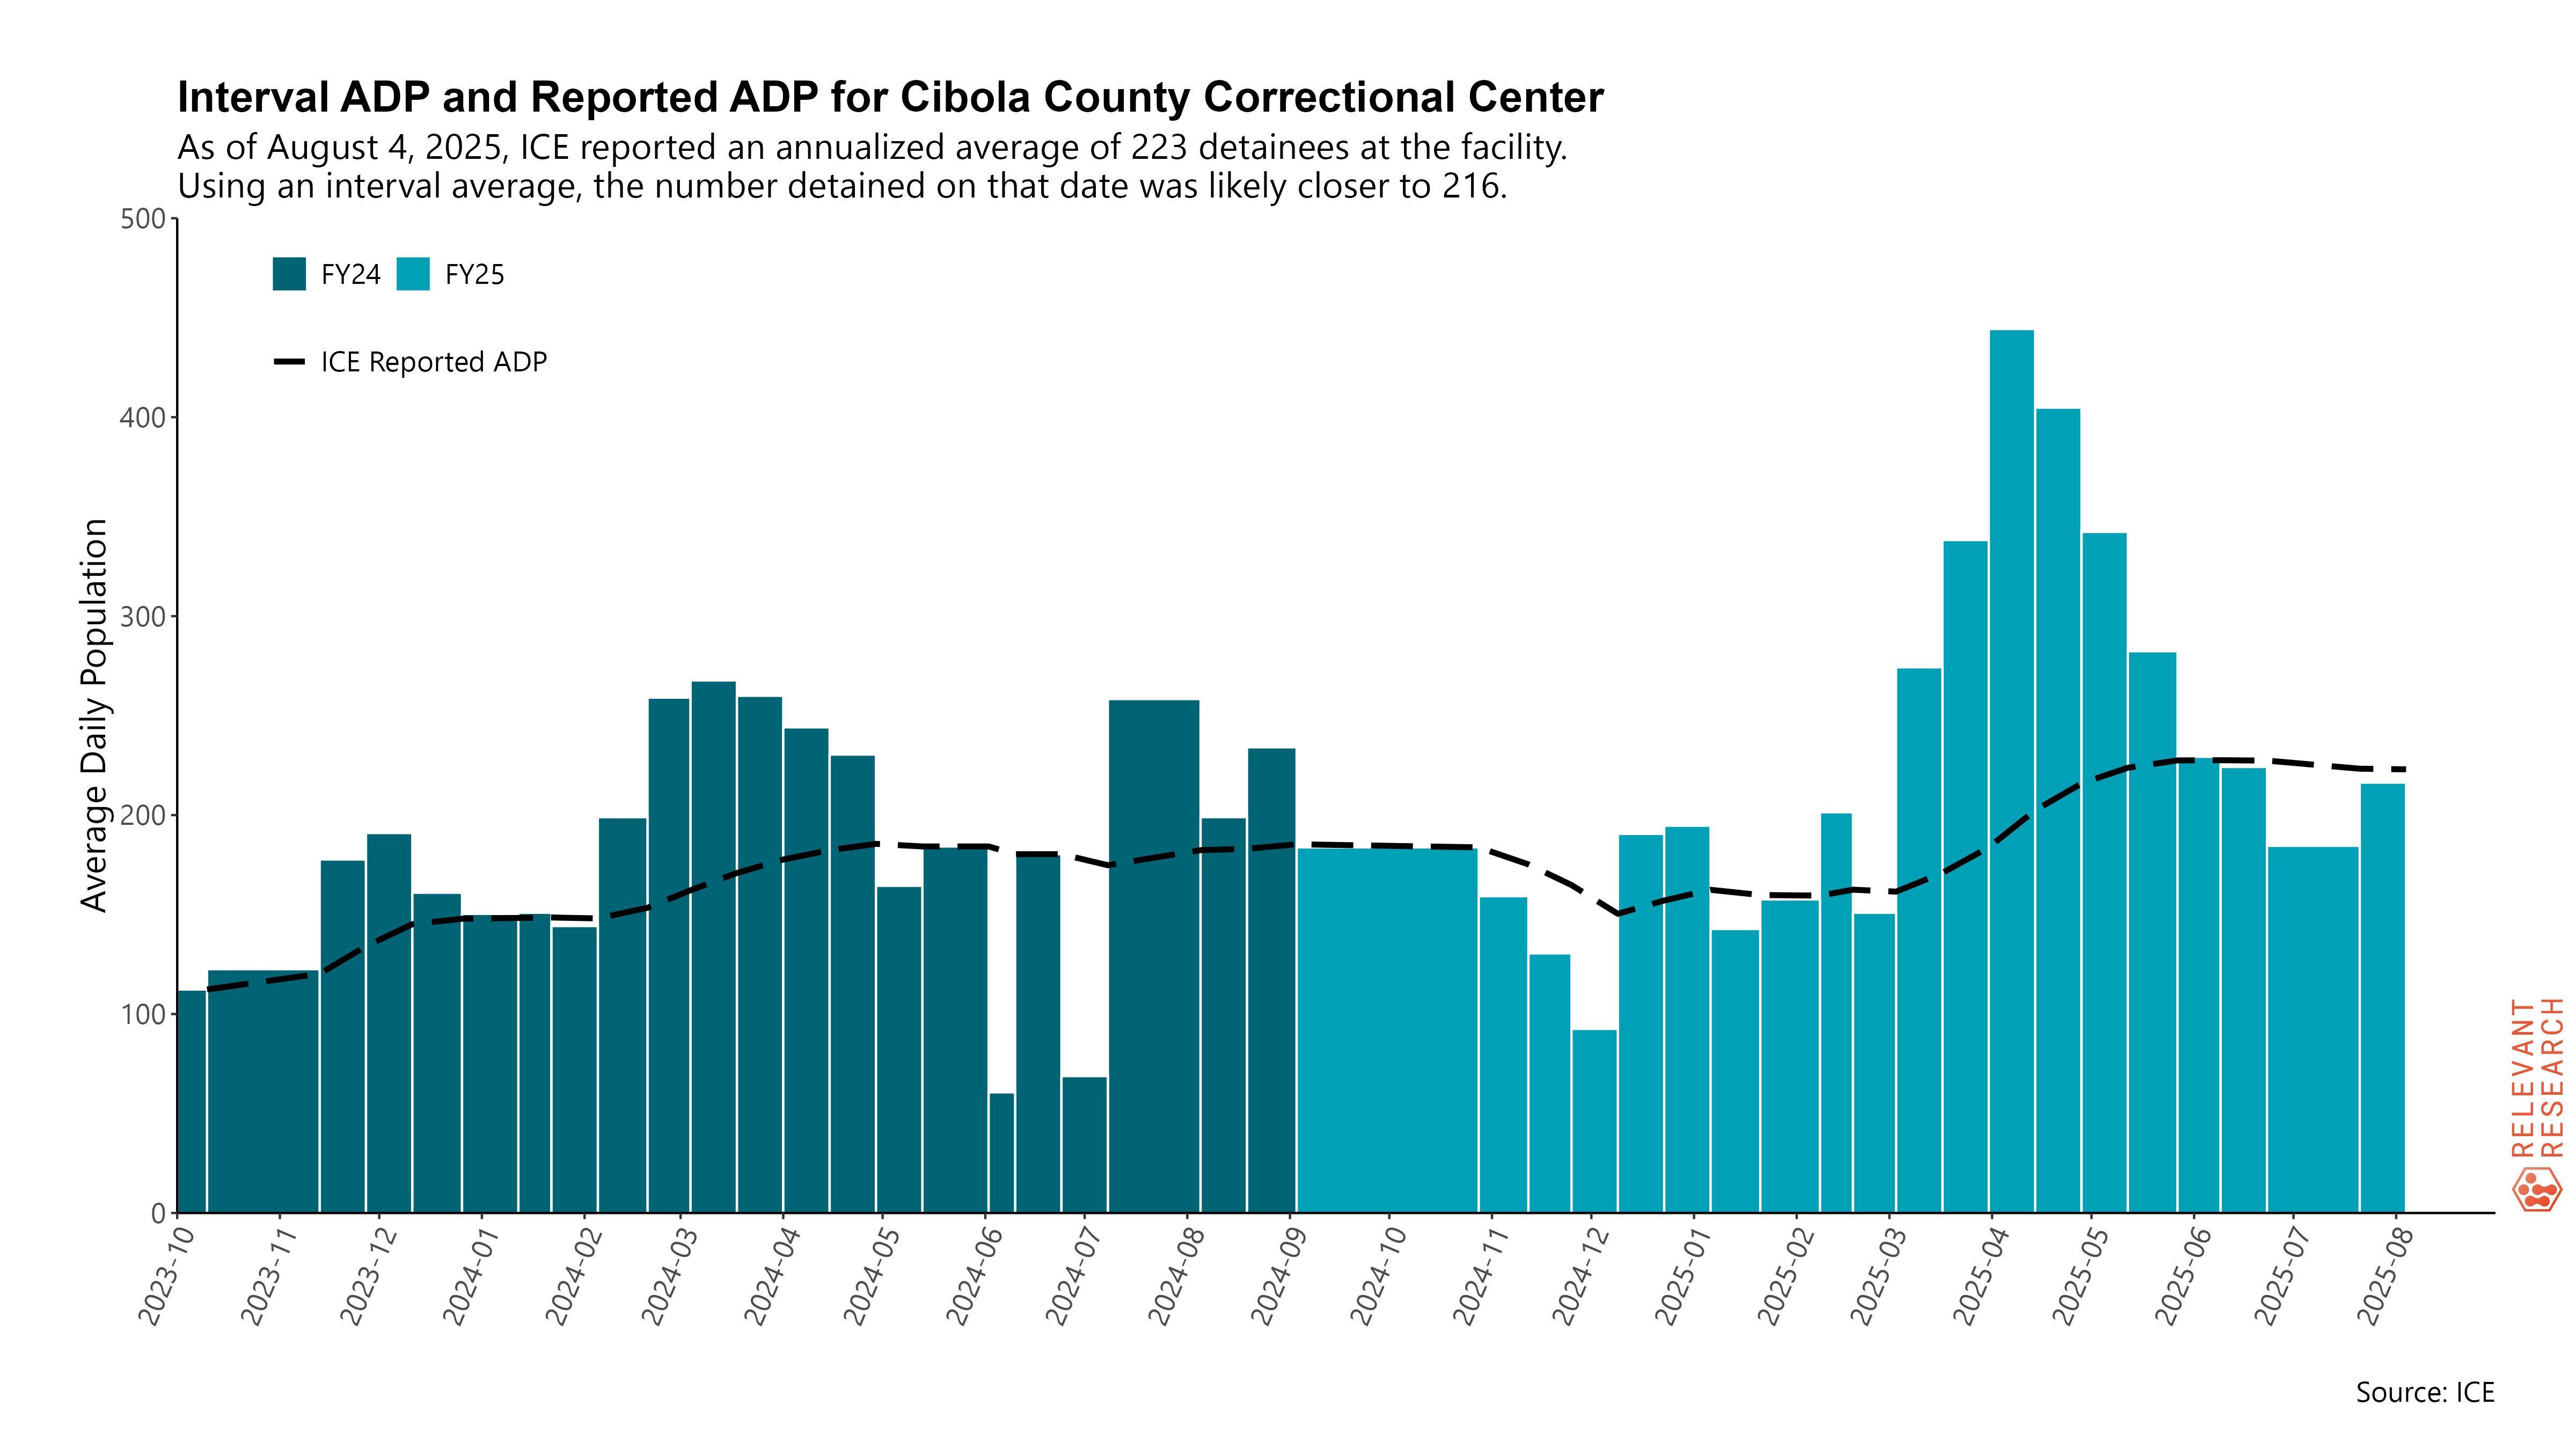 Interval ADP and Reported ADP for Cibola County Correctional Center
As of August 4, 2025, ICE reported an annualized average of 223 detainees at the facility.
Using an interval average, the number detained on that date was likely closer to 216.
500
400
300
200
100
0
Average Daily Population
FY24
FY25
ICE Reported ADP
2023-10
2023-11
2023-12
2024-01
2024-02
2024-03
2024-04
2024-05
2024-06
2024-07
2024-08
2024-09
2024-10
2024-11
2024-12
2025-01
2025-02
2025-03
2025-04
2025-05
2025-06
2025-07
2025-08
RELEVANT
RESEARCH
Source: ICE